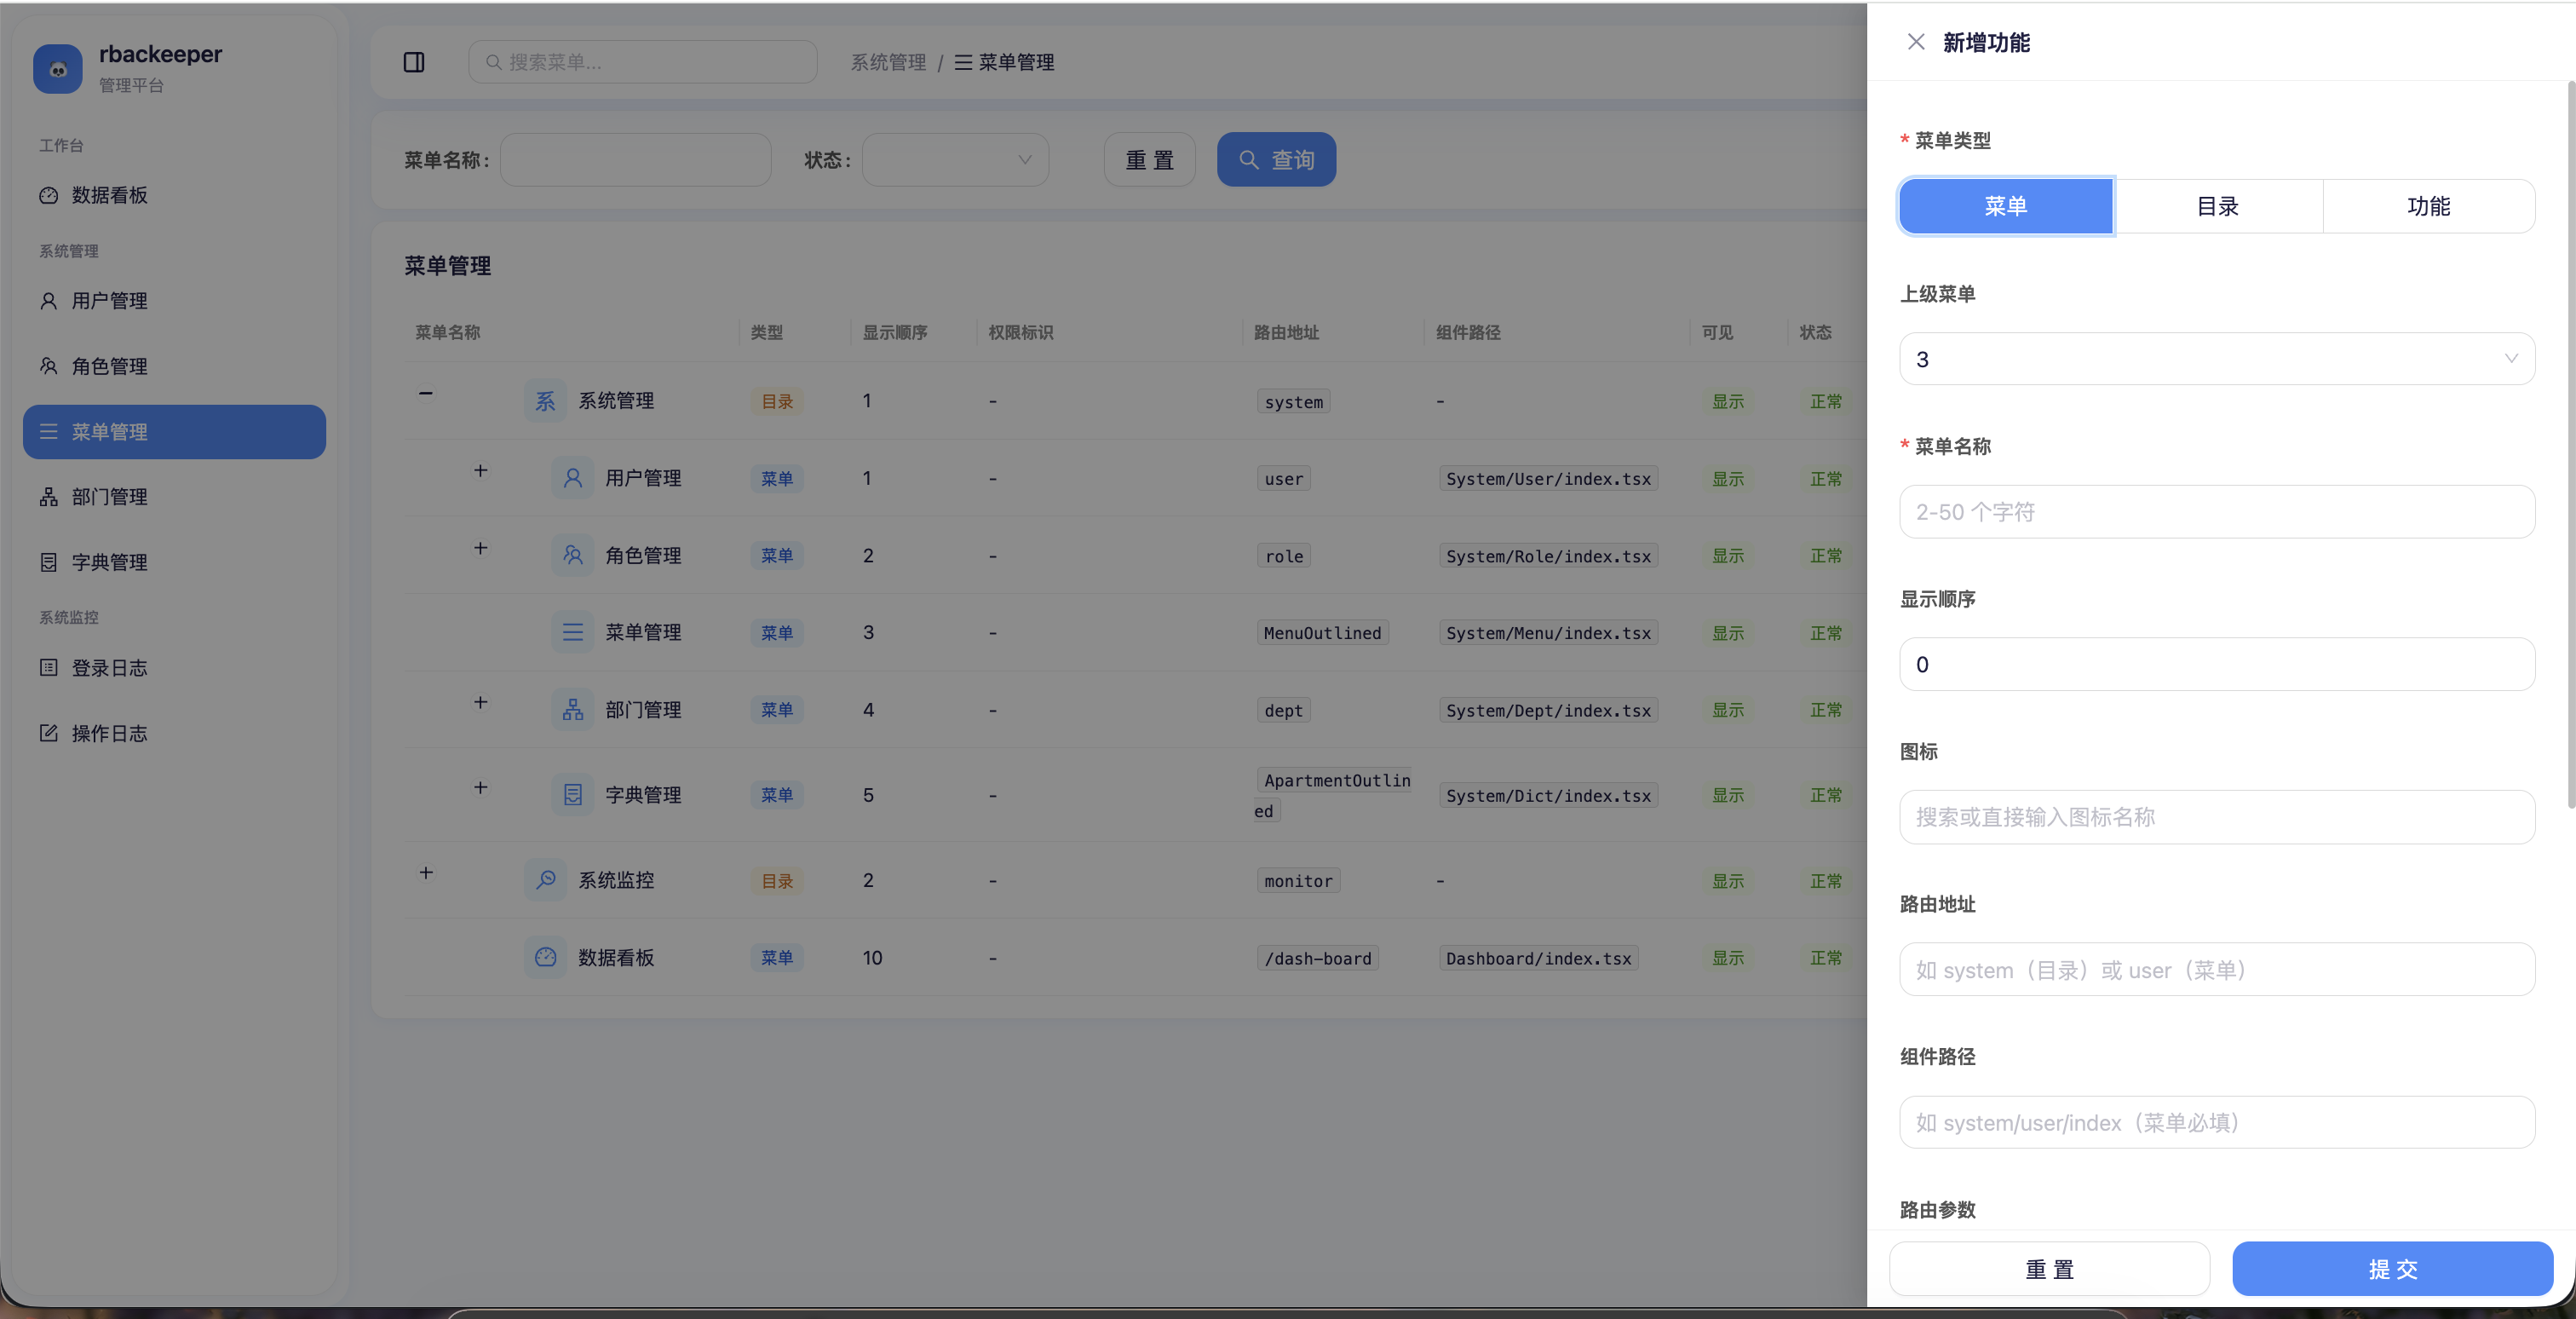 rbackeeper
管理平台
工作台
数据看板
系统管理
用户管理
角色管理
菜单管理
部门管理
字典管理
系统监控
登录日志
操作日志
搜索菜单...
系统管理 / 菜单管理
菜单名称 :
状态 :
重 置
查询
菜单管理
菜单名称 类型 显示顺序 权限标识 路由地址 组件路径 可见 状态
系 系统管理 目录 1 - system - 显示 正常
用户管理 菜单 1 - user System/User/index.tsx 显示 正常
角色管理 菜单 2 - role System/Role/index.tsx 显示 正常
菜单管理 菜单 3 - MenuOutlined System/Menu/index.tsx 显示 正常
部门管理 菜单 4 - dept System/Dept/index.tsx 显示 正常
字典管理 菜单 5 - ApartmentOutlin
ed System/Dict/index.tsx 显示 正常
系统监控 目录 2 - monitor - 显示 正常
数据看板 菜单 10 - /dash-board Dashboard/index.tsx 显示 正常
新增功能
* 菜单类型
菜单 目录 功能
上级菜单
3
* 菜单名称
2-50 个字符
显示顺序
0
图标
搜索或直接输入图标名称
路由地址
如 system（目录）或 user（菜单）
组件路径
如 system/user/index（菜单必填）
路由参数
重 置 提 交